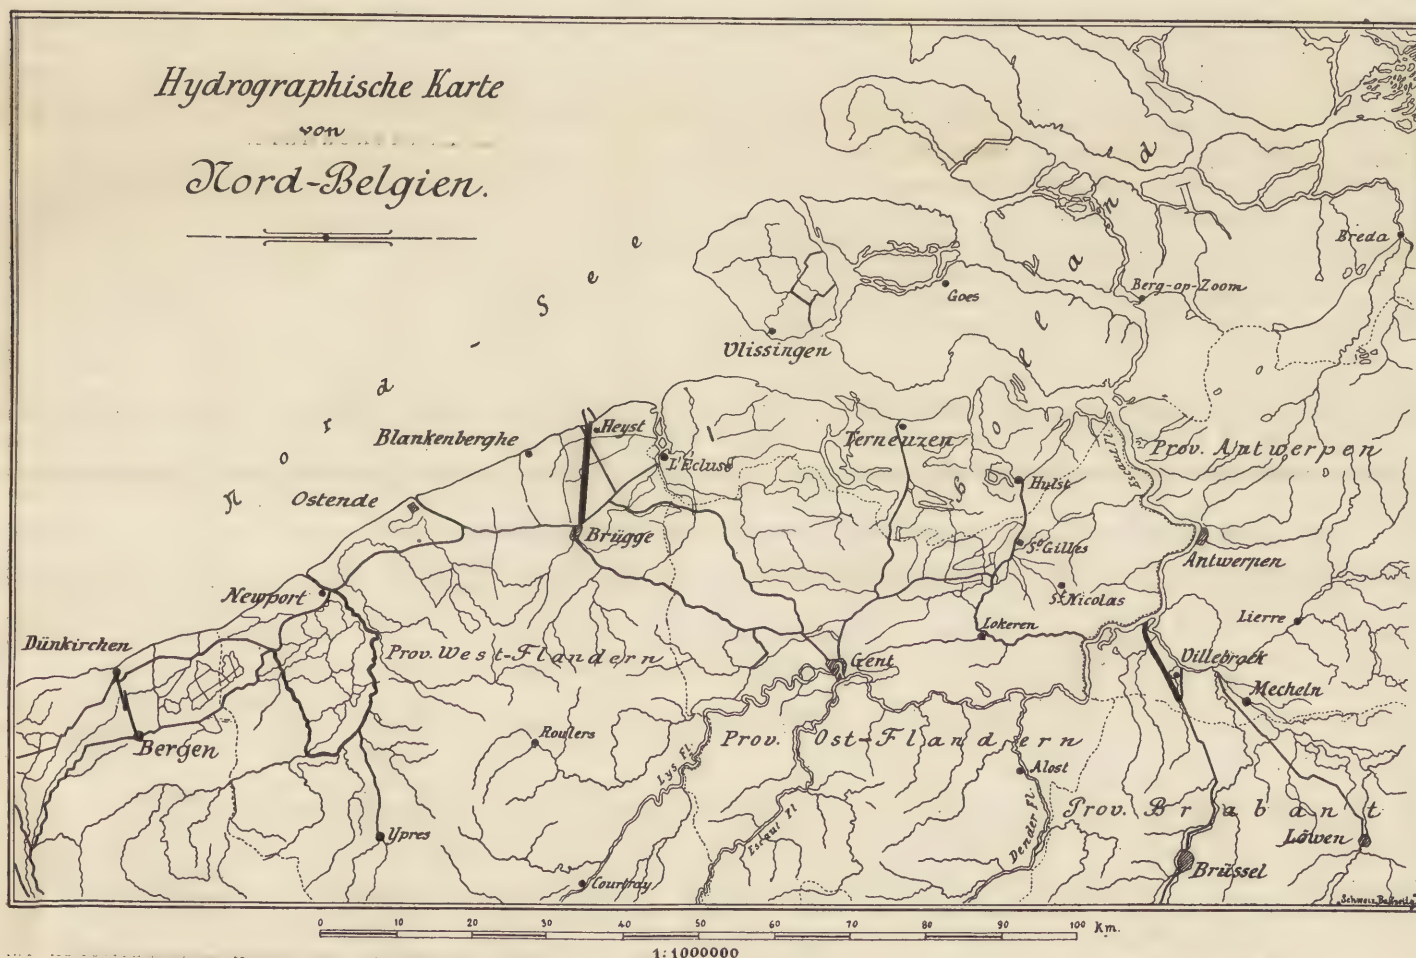 Hydrographische Karte
von
Nord-Belgien.
Nord-See
Holland
Breda
Berg-op-Zoom
Goes
Vlissingen
Heyst
Blankenberghe
Terneuzen
Prov. Antwerpen
L'Ecluse
Escaut Fl.
Hulst
Ostende
Brügge
St. Gilles
Antwerpen
Newport
St. Nicolas
Lokeren
Lierre
Dünkirchen
Prov. West-Flandern
Gent
Villebroek
Mecheln
Bergen
Roulers
Prov. Ost-Flandern
Lys Fl.
Alost
Prov. Brabant
Ypres
Escaut Fl
Dender Fl.
Löwen
Brüssel
Courtray
0 10 20 30 40 50 60 70 80 90 100 Km.
1:1000000